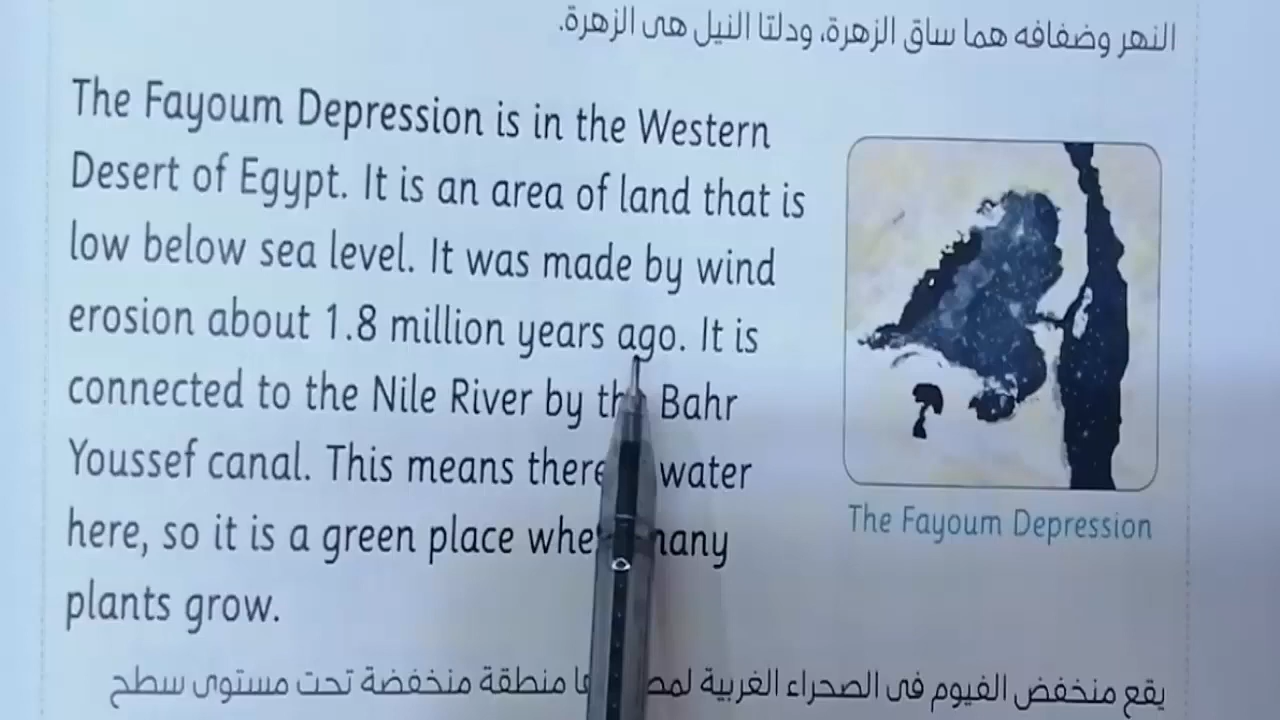 النهر وضفافه هما ساق الزهرة، ودلتا النيل هى الزهرة.
The Fayoum Depression is in the Western
Desert of Egypt. It is an area of land that is
low below sea level. It was made by wind
erosion about 1.8 million years ago. It is
connected to the Nile River by the Bahr
Youssef canal. This means there water
here, so it is a green place where many
plants grow.
The Fayoum Depression
يقع منخفض الفيوم فى الصحراء الغربية منطقة منخفضة تحت مستوى سطح